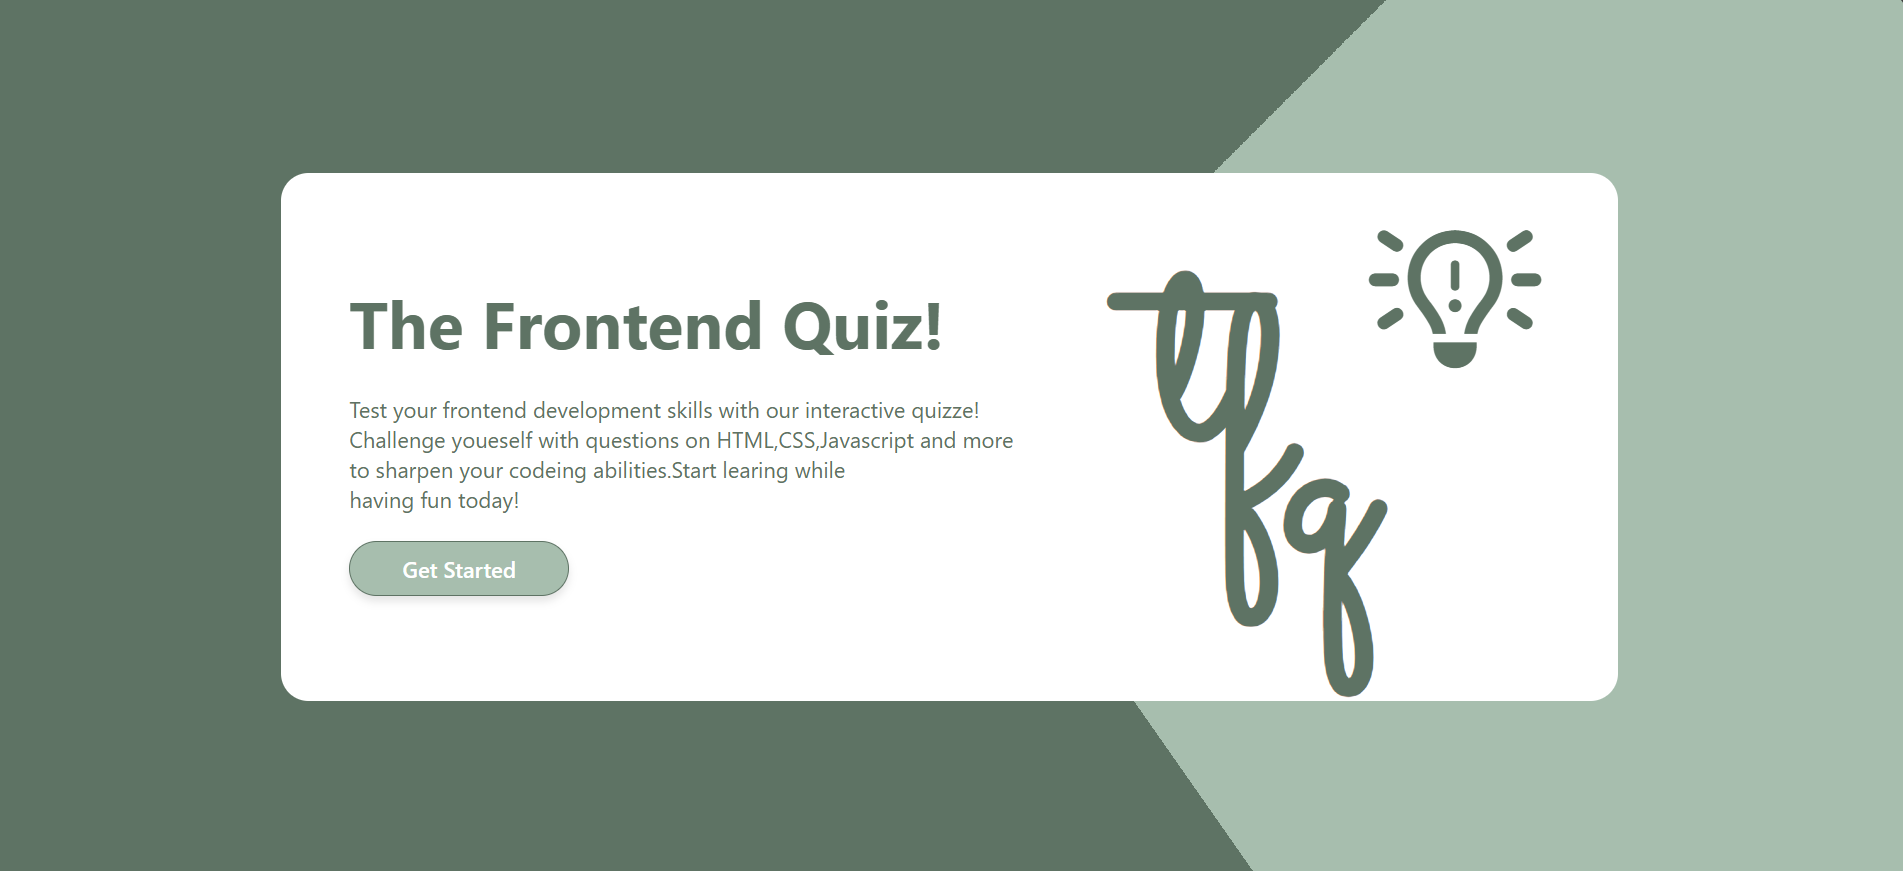 The Frontend Quiz!
Test your frontend development skills with our interactive quizze!
Challenge youeself with questions on HTML,CSS,Javascript and more
to sharpen your codeing abilities.Start learing while
having fun today!
Get Started
tfq